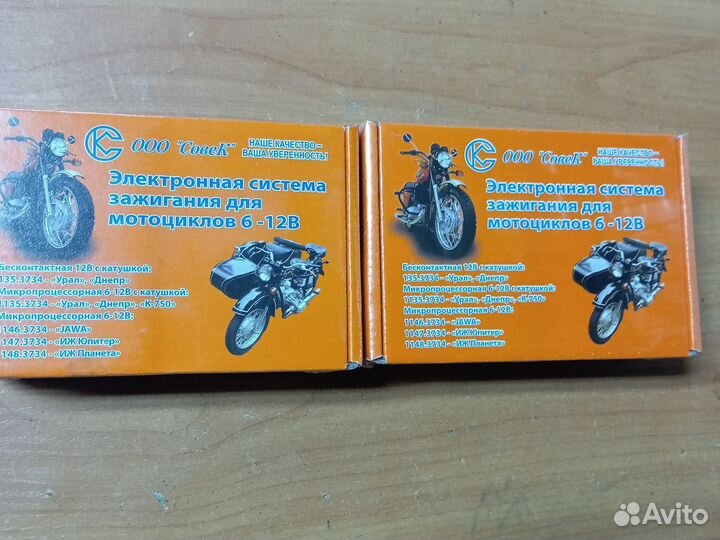 ООО "СовеК"
НАШЕ КАЧЕСТВО –
ВАША УВЕРЕННОСТЬ!
Электронная система
зажигания для
мотоциклов 6 -12В
Бесконтактная 12В с катушкой:
135.3734 - «Урал», «Днепр»
Микропроцессорная 6-12В с катушкой:
1135.3734 - «Урал», «Днепр», «К-750»
Микропроцессорная 6-12В:
1146.3734 - «JAWA»
1147.3734 - «ИЖ Юпитер»
1148.3734 - «ИЖ Планета»
ООО "СовеК"
НАШЕ КАЧЕСТВО –
ВАША УВЕРЕННОСТЬ!
Электронная система
зажигания для
мотоциклов 6 -12В
Бесконтактная 12В с катушкой:
135.3734 - «Урал», «Днепр»
Микропроцессорная 6-12В с катушкой:
1135.3734 - «Урал», «Днепр», «К-750»
Микропроцессорная 6-12В:
1146.3734 - «JAWA»
1147.3734 - «ИЖ Юпитер»
1148.3734 - «ИЖ Планета»
Avito